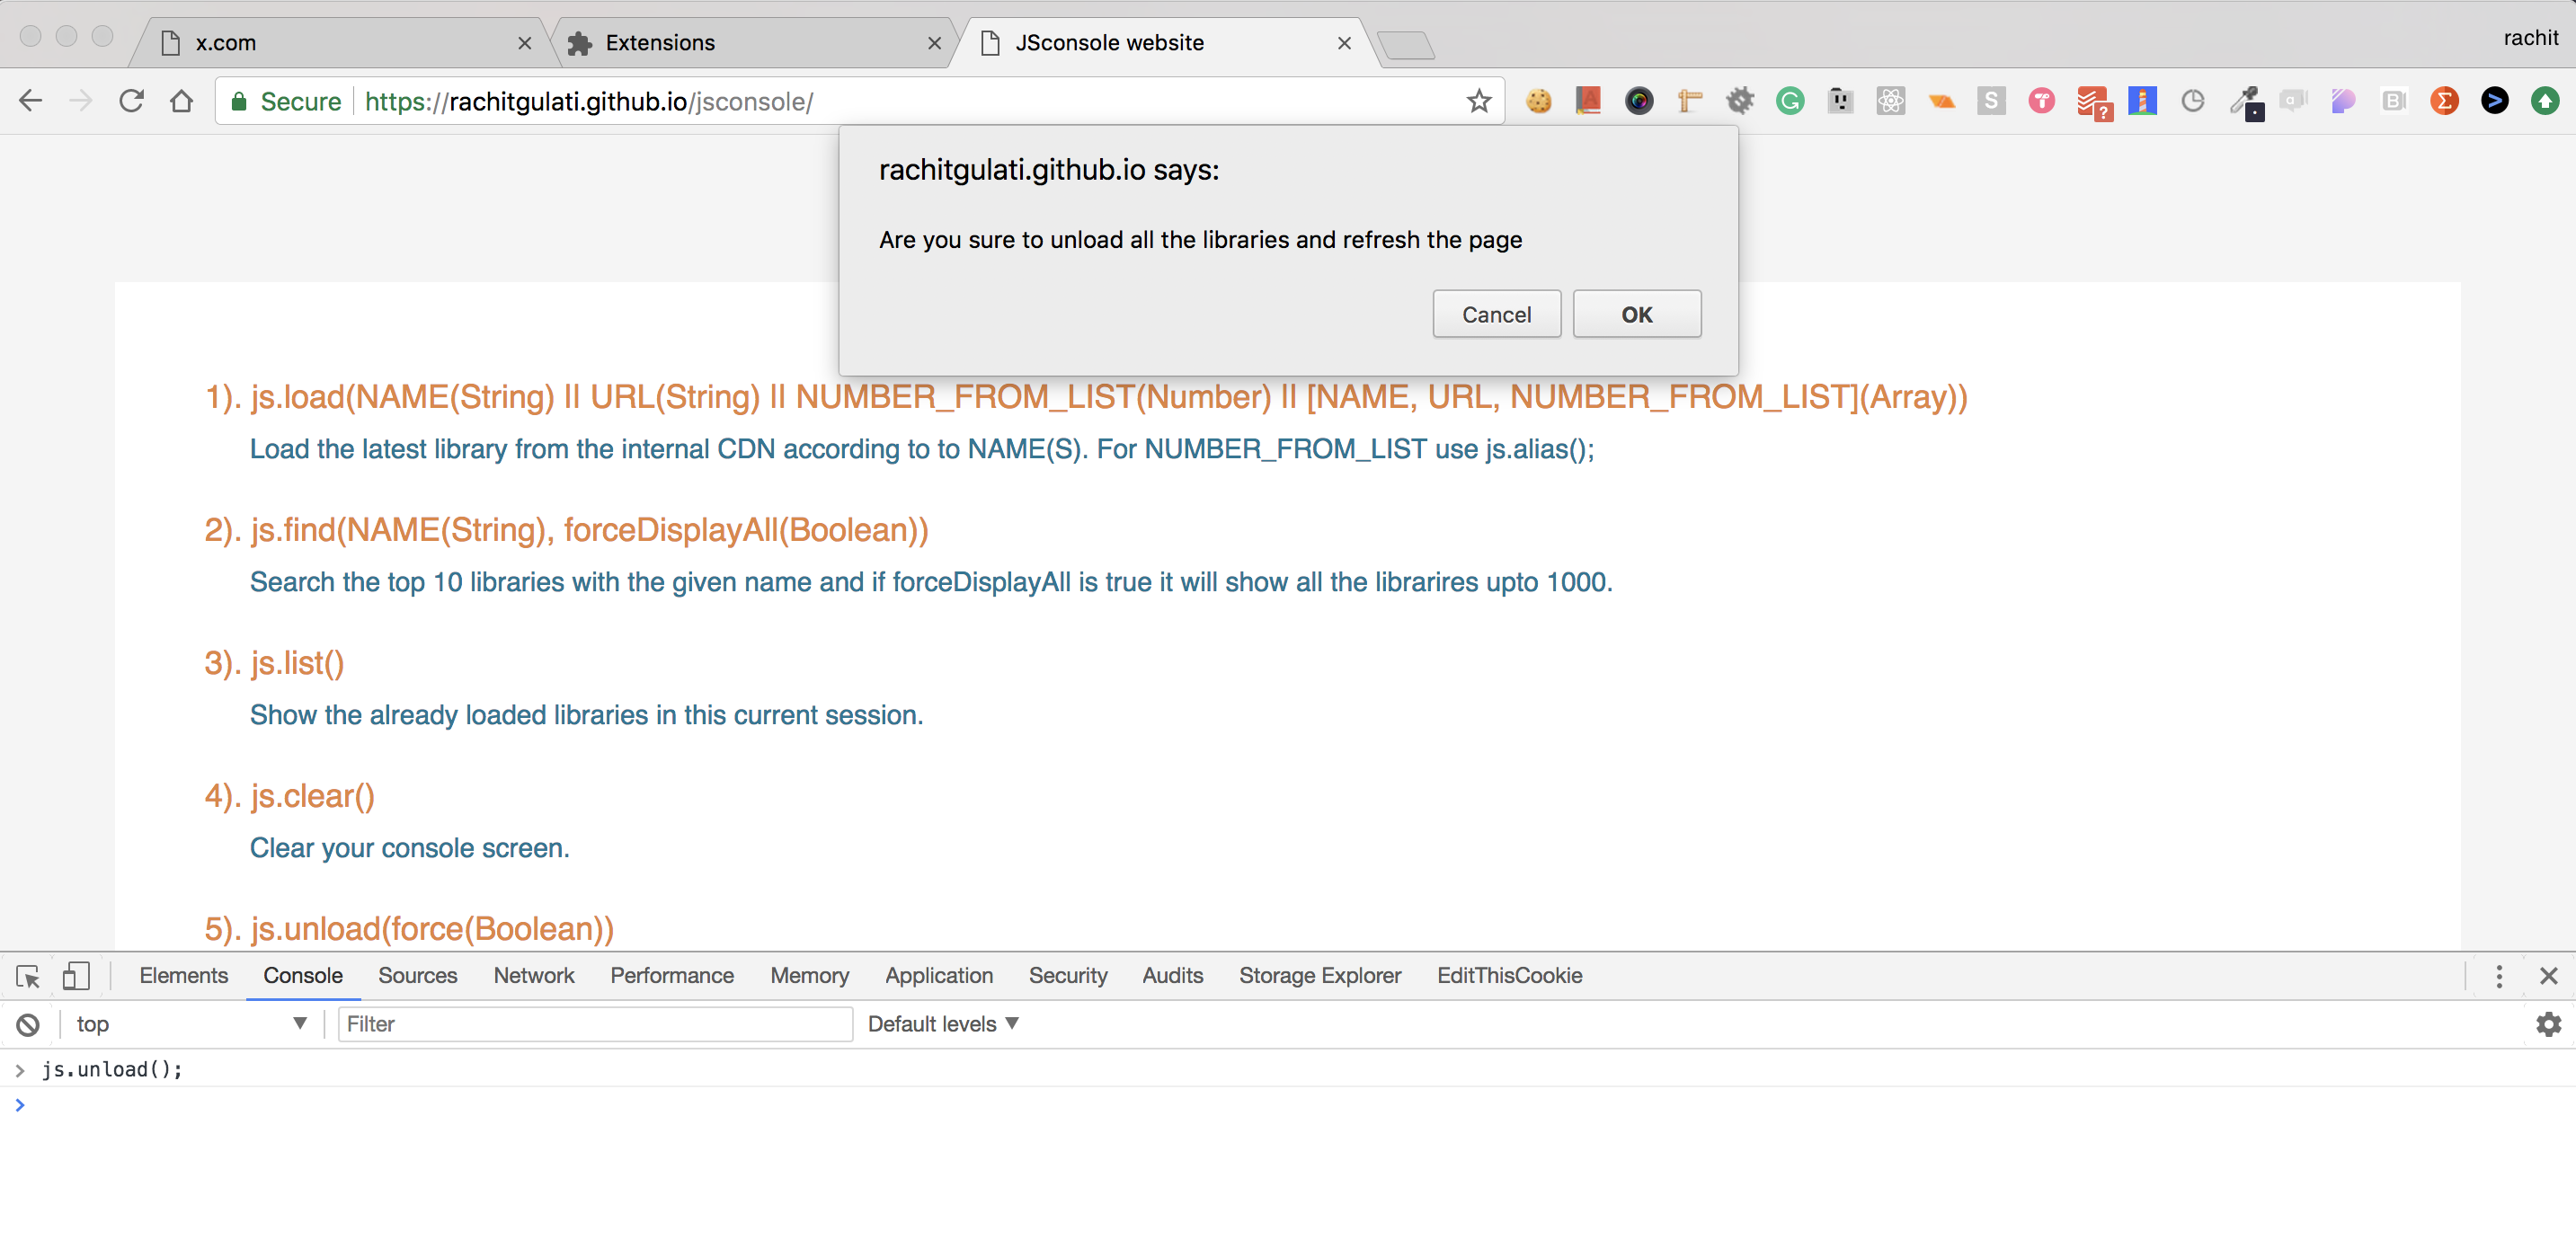 x.com
Extensions
JSconsole website
rachit
Secure https://rachitgulati.github.io/jsconsole/
rachitgulati.github.io says:
Are you sure to unload all the libraries and refresh the page
Cancel OK
1). js.load(NAME(String) || URL(String) || NUMBER_FROM_LIST(Number) || [NAME, URL, NUMBER_FROM_LIST](Array))
Load the latest library from the internal CDN according to to NAME(S). For NUMBER_FROM_LIST use js.alias();
2). js.find(NAME(String), forceDisplayAll(Boolean))
Search the top 10 libraries with the given name and if forceDisplayAll is true it will show all the librarires upto 1000.
3). js.list()
Show the already loaded libraries in this current session.
4). js.clear()
Clear your console screen.
5). js.unload(force(Boolean))
Elements Console Sources Network Performance Memory Application Security Audits Storage Explorer EditThisCookie
top Filter Default levels
> js.unload();
>